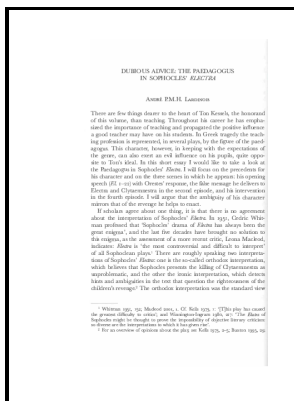 DUBIOUS ADVICE: THE PAEDAGOGUS
IN SOPHOCLES' ELECTRA
André P.M.H. Lardinois
There are few things dearer to the heart of Ton Kessels, the honorand
of this volume, than teaching. Throughout his career he has empha-
sised the importance of teaching and propagated the positive influence
a good teacher may have on his students. In Greek tragedy the teach-
ing profession is represented, in several plays, by the figure of the paed-
agogus. This character, however, in keeping with the expectations of
the genre, can also exert an evil influence on his pupils, quite oppo-
site to Ton's ideal. In this short essay I would like to take a look at
the Paedagogus in Sophocles' Electra. I will focus on the precedent for
his character and on the three scenes in which he appears: his opening
speech (El. 1–22) with Orestes' response, the false message he delivers to
Electra and Clytaemnestra in the second episode, and his intervention
in the fourth episode. I will argue that the ambiguity of his character
mirrors that of the revenge he helps to exact.
If scholars agree about one thing, it is that there is no agreement
about the interpretation of Sophocles' Electra. In 1951, Cedric Whit-
man professed that 'Sophocles' drama of Electra has always been the
great enigma', and the last five decades have brought no solution to
this enigma, as the assessment of a more recent critic, Leona MacLeod,
indicates: Electra is 'the most controversial and difficult to interpret'
of all Sophoclean plays.1 There are roughly speaking two interpreta-
tions of Sophocles' Electra: one is the so-called orthodox interpretation,
which believes that Sophocles presents the killing of Clytaemnestra as
unproblematic, and the other the ironic interpretation, which detects
hints and ambiguities in the text that question the righteousness of the
children's revenge.2 The orthodox interpretation was the standard view